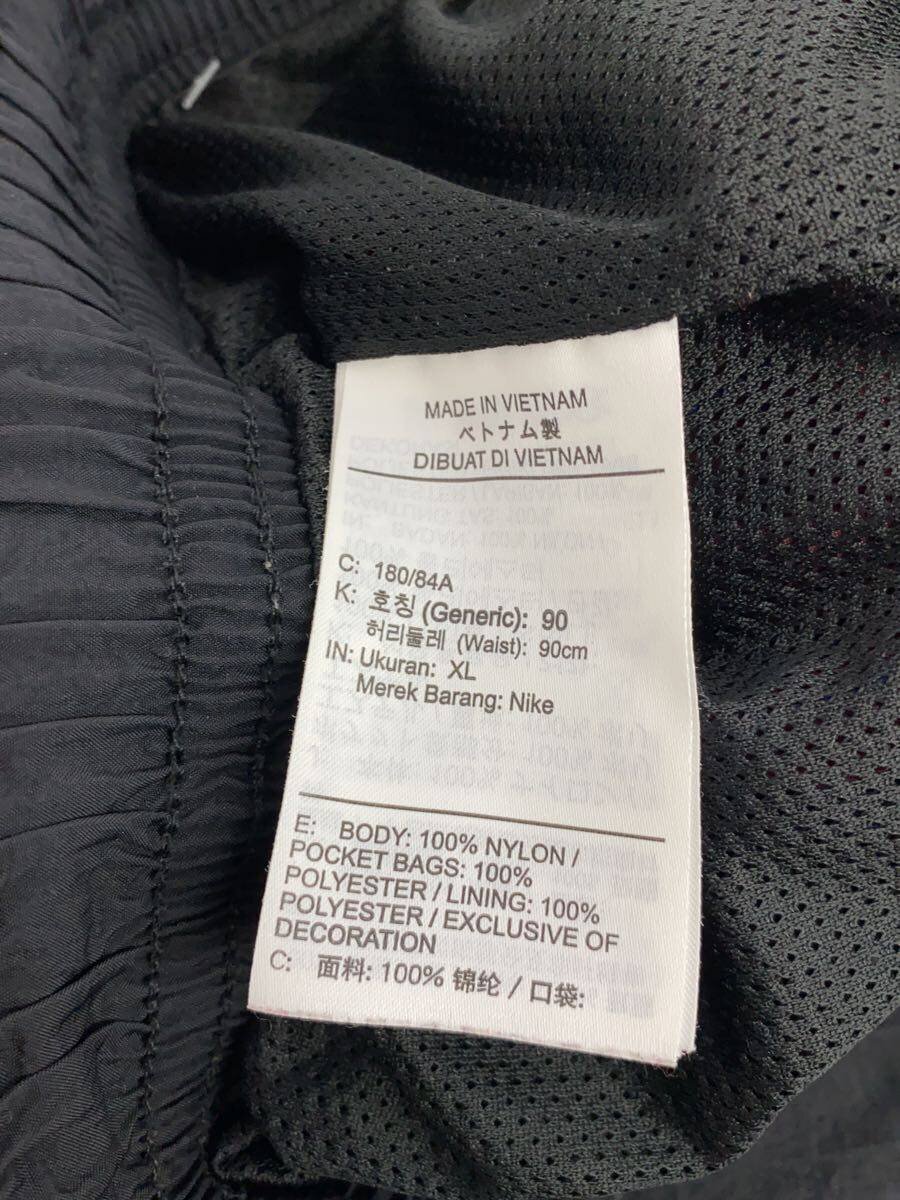 MADE IN VIETNAM
ベトナム製
DIBUAT DI VIETNAM
C: 180/84A
K: 호칭 (Generic): 90
허리둘레 (Waist): 90cm
IN: Ukuran: XL
Merek Barang: Nike
E: BODY: 100% NYLON /
POCKET BAGS: 100%
POLYESTER / LINING: 100%
POLYESTER / EXCLUSIVE OF
DECORATION
C: 面料: 100% 锦纶 / 口袋: